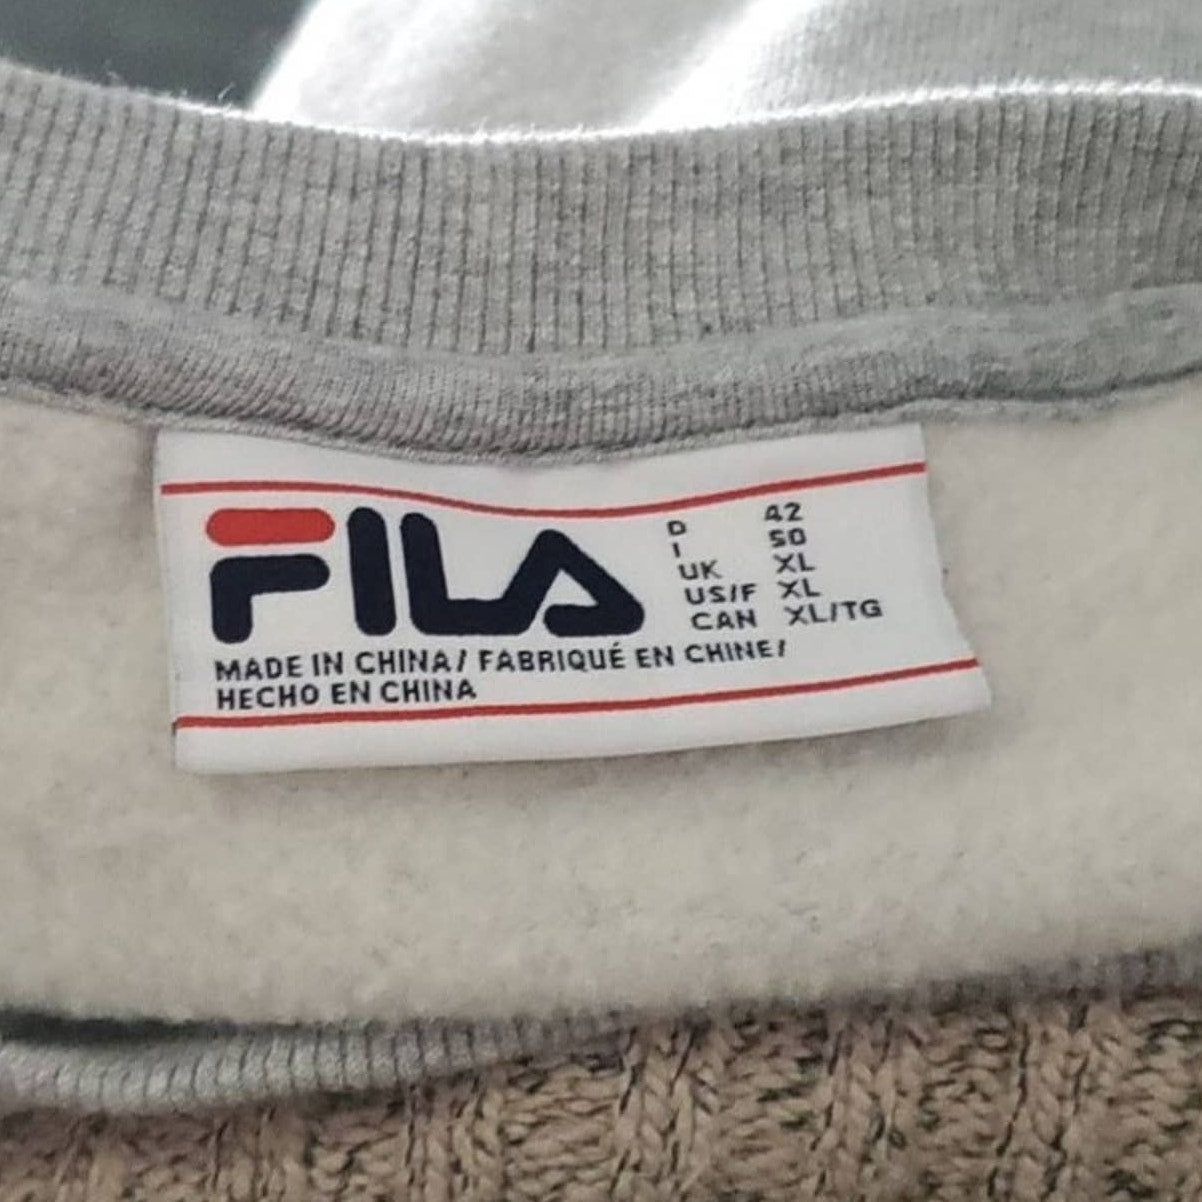 FILA
D 42
I 50
UK XL
US/F XL
CAN XL/TG
MADE IN CHINA/ FABRIQUÉ EN CHINE/
HECHO EN CHINA